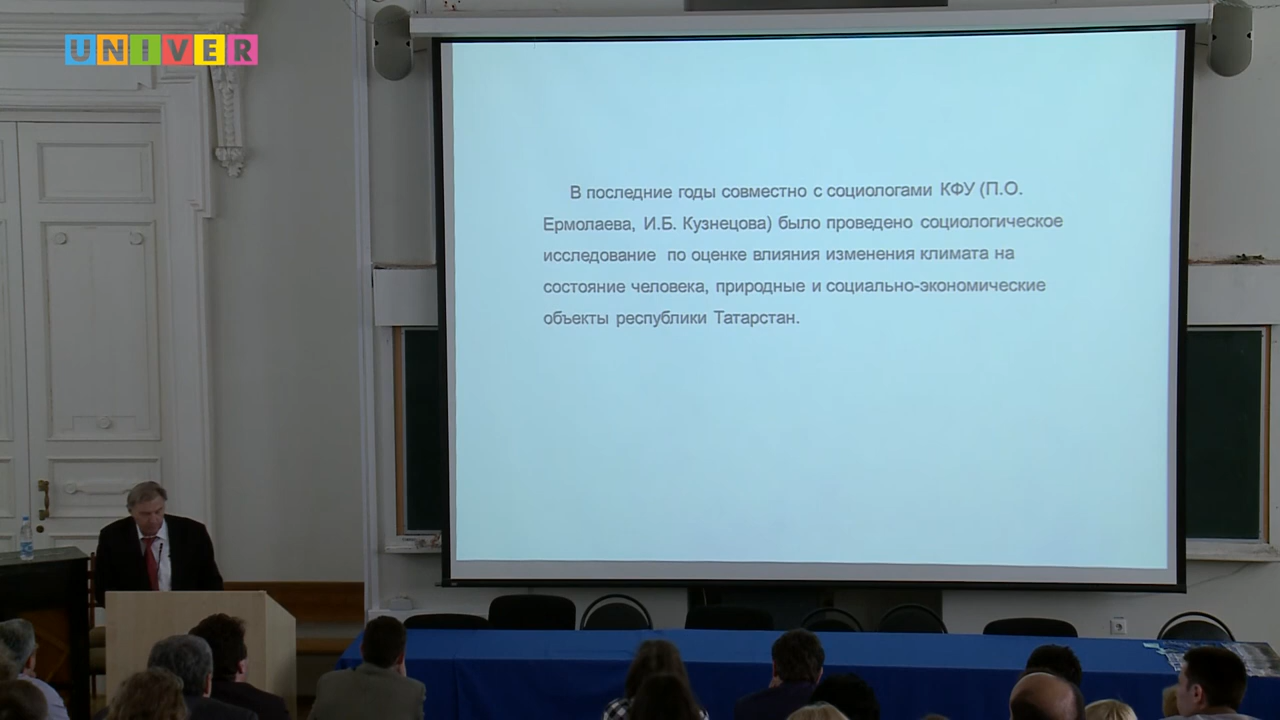 UNIVER
В последние годы совместно с социологами КФУ (П.О.
Ермолаева, И.Б. Кузнецова) было проведено социологическое
исследование по оценке влияния изменения климата на
состояние человека, природные и социально-экономические
объекты республики Татарстан.